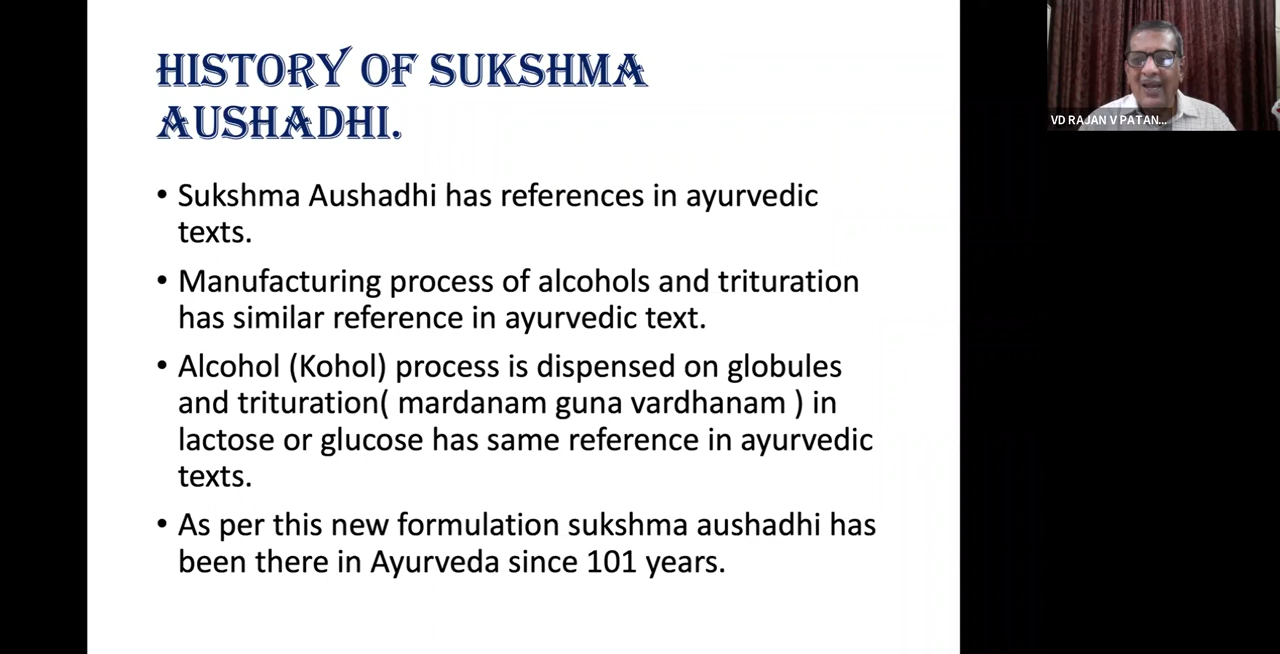 HISTORY OF SUKSHMA
AUSHADHI.
• Sukshma Aushadhi has references in ayurvedic
texts.
• Manufacturing process of alcohols and trituration
has similar reference in ayurvedic text.
• Alcohol (Kohol) process is dispensed on globules
and trituration( mardanam guna vardhanam ) in
lactose or glucose has same reference in ayurvedic
texts.
• As per this new formulation sukshma aushadhi has
been there in Ayurveda since 101 years.
VD RAJAN V PATAN...